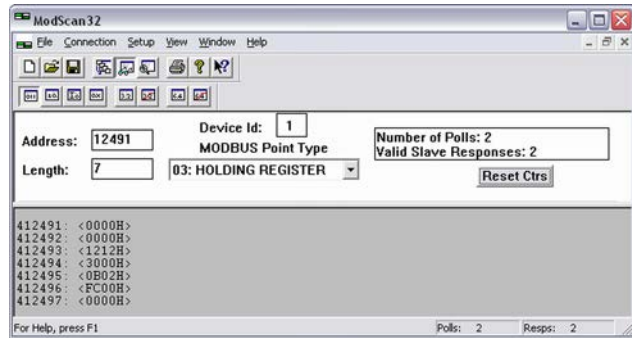 ModScan32
File Connection Setup View Window Help
Address: 12491
Device Id: 1
MODBUS Point Type
Length: 7
03: HOLDING REGISTER
Number of Polls: 2
Valid Slave Responses: 2
Reset Ctrs
412491: <0000H>
412492: <0000H>
412493: <1212H>
412494: <3000H>
412495: <0B02H>
412496: <FC00H>
412497: <0000H>
For Help, press F1
Polls: 2
Resps: 2